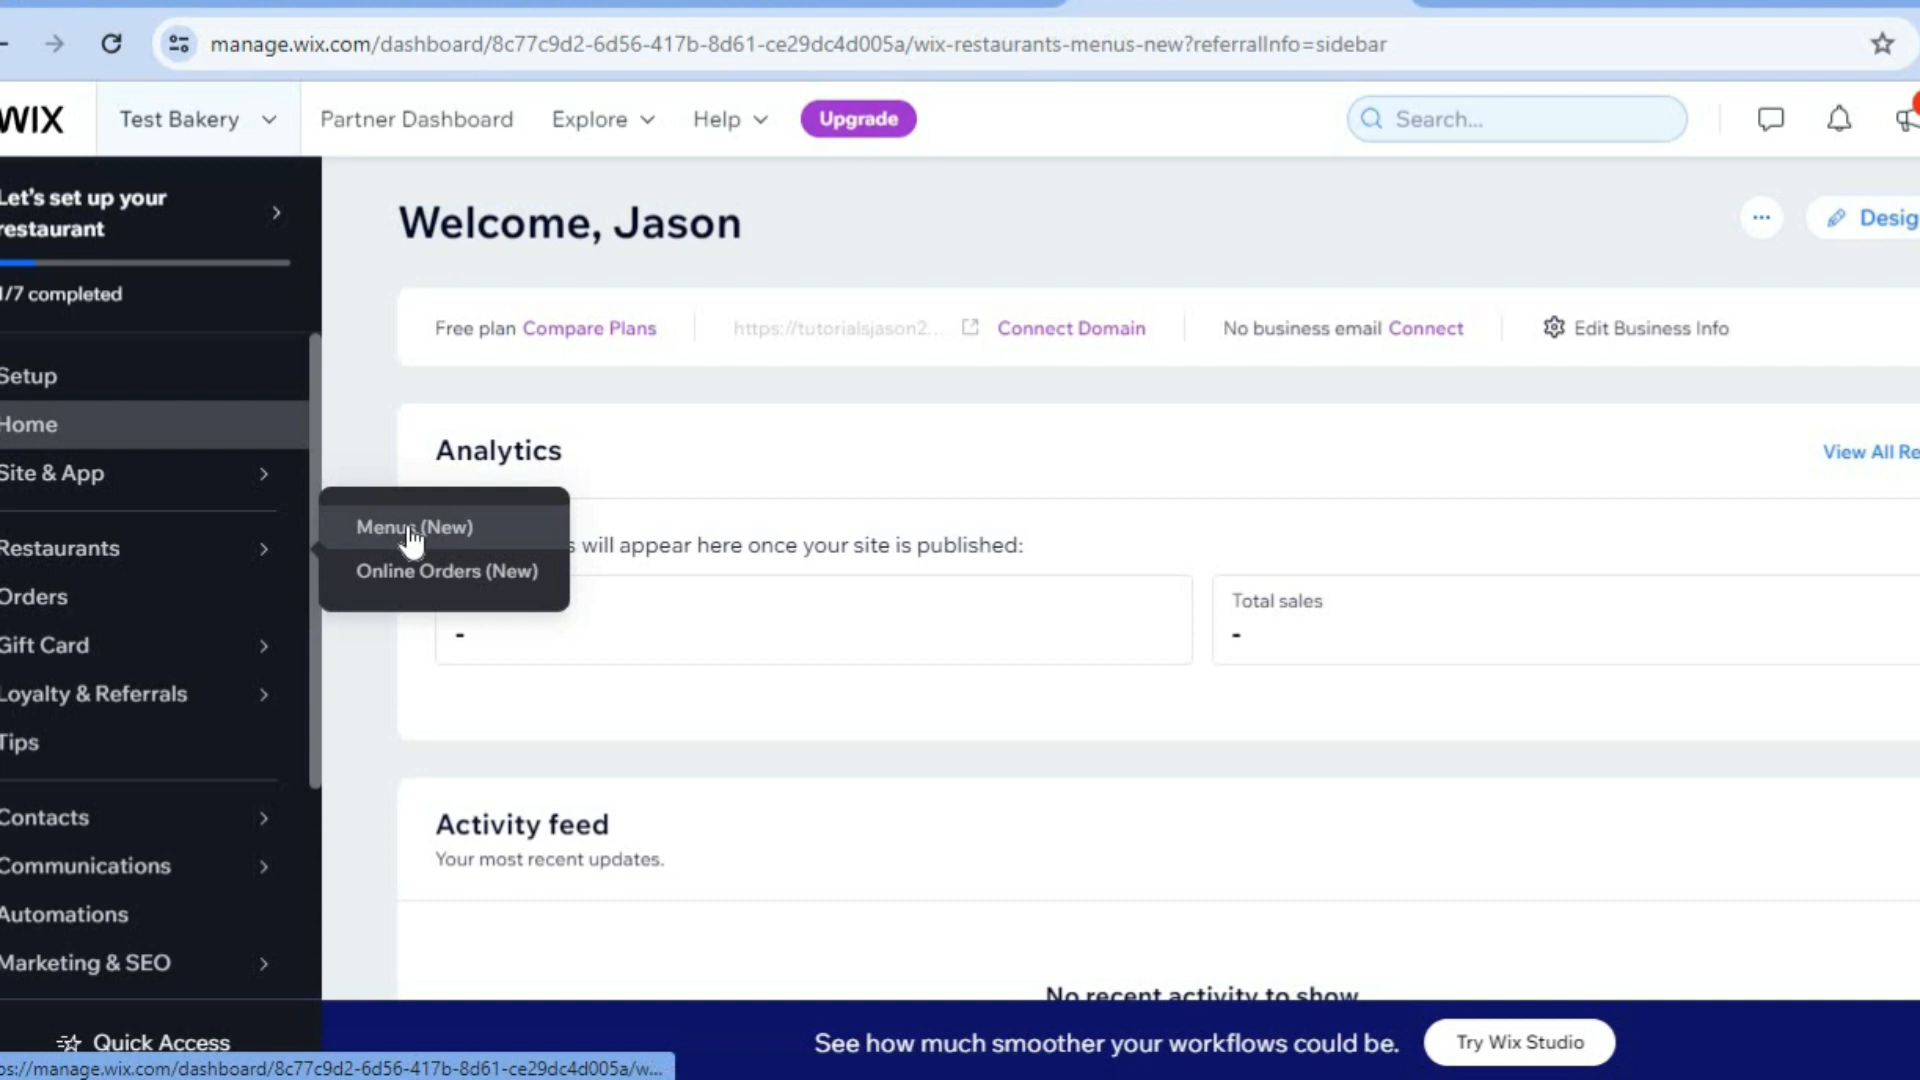 manage.wix.com/dashboard/8c77c9d2-6d56-417b-8d61-ce29dc4d005a/wix-restaurants-menus-new?referralInfo=sidebar
WIX
Test Bakery
Partner Dashboard
Explore
Help
Upgrade
Search...
Let's set up your
restaurant
1/7 completed
Setup
Home
Site & App
Restaurants
Orders
Gift Card
Loyalty & Referrals
Tips
Contacts
Communications
Automations
Marketing & SEO
Quick Access
Menus (New)
Online Orders (New)
Welcome, Jason
Desig
Free plan Compare Plans
https://tutorialsjason2...
Connect Domain
No business email Connect
Edit Business Info
Analytics
View All Re
s will appear here once your site is published:
-
Total sales
-
Activity feed
Your most recent updates.
No recent activity to show
See how much smoother your workflows could be.
Try Wix Studio
ps://manage.wix.com/dashboard/8c77c9d2-6d56-417b-8d61-ce29dc4d005a/w...